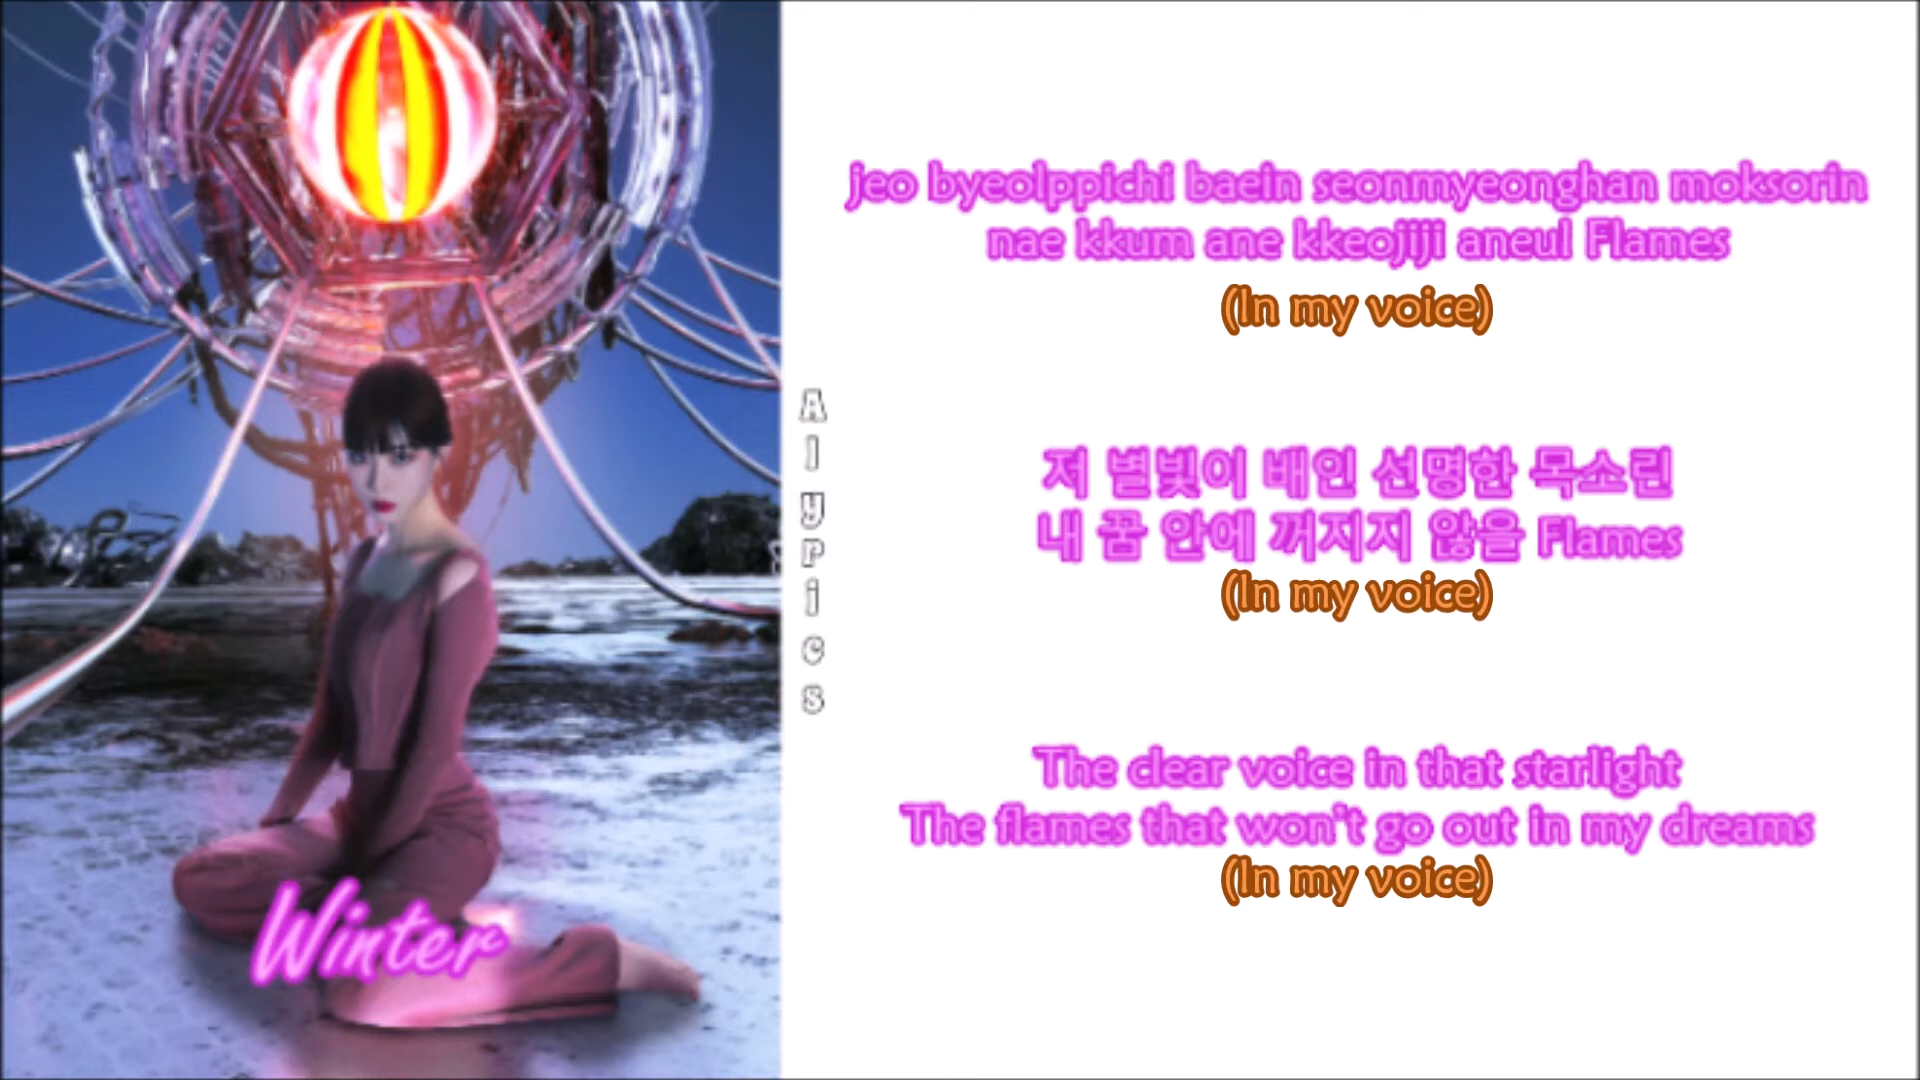 jeo byeolppichi baein seonmyeonghan moksorin
nae kkum ane kkeojiji aneul Flames
(In my voice)
저 별빛이 배인 선명한 목소린
내 꿈 안에 꺼지지 않을 Flames
(In my voice)
The clear voice in that starlight
The flames that won't go out in my dreams
(In my voice)
Winter
AlyPics